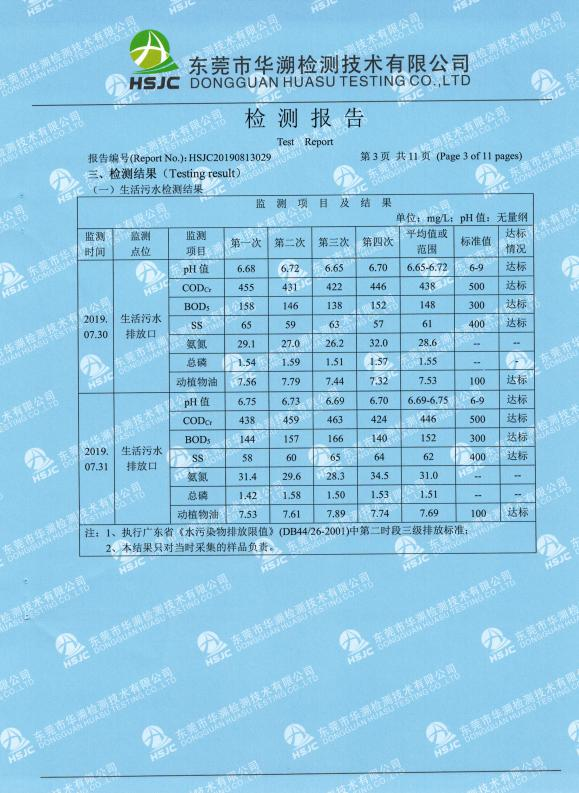 HSJC
东莞市华溯检测技术有限公司
DONGGUAN HUASU TESTING CO.,LTD
检测报告
Test Report
报告编号(Report No.): HSJC20190813029 第 3 页 共 11 页 (Page 3 of 11 pages)
三、检测结果（Testing result）
（一）生活污水检测结果
监测项目及结果
单位：mg/L；pH 值：无量纲
监测时间 监测点位 监测项目 第一次 第二次 第三次 第四次 平均值或范围 标准值 达标情况
2019.07.30 生活污水排放口 pH 值 6.68 6.72 6.65 6.70 6.65-6.72 6-9 达标
CODCr 455 431 422 446 438 500 达标
BOD5 158 146 138 152 148 300 达标
SS 65 59 63 57 61 400 达标
氨氮 29.1 27.0 26.2 32.0 28.6 -- --
总磷 1.54 1.59 1.51 1.57 1.55 -- --
动植物油 7.56 7.79 7.44 7.32 7.53 100 达标
2019.07.31 生活污水排放口 pH 值 6.75 6.73 6.69 6.70 6.69-6.75 6-9 达标
CODCr 438 459 463 424 446 500 达标
BOD5 144 157 166 140 152 300 达标
SS 58 60 65 64 62 400 达标
氨氮 31.4 29.6 28.3 34.5 31.0 -- --
总磷 1.42 1.58 1.50 1.53 1.51 -- --
动植物油 7.53 7.61 7.89 7.74 7.69 100 达标
注：1、执行广东省《水污染物排放限值》(DB44/26-2001)中第二时段三级排放标准；
2、本结果只对当时采集的样品负责。